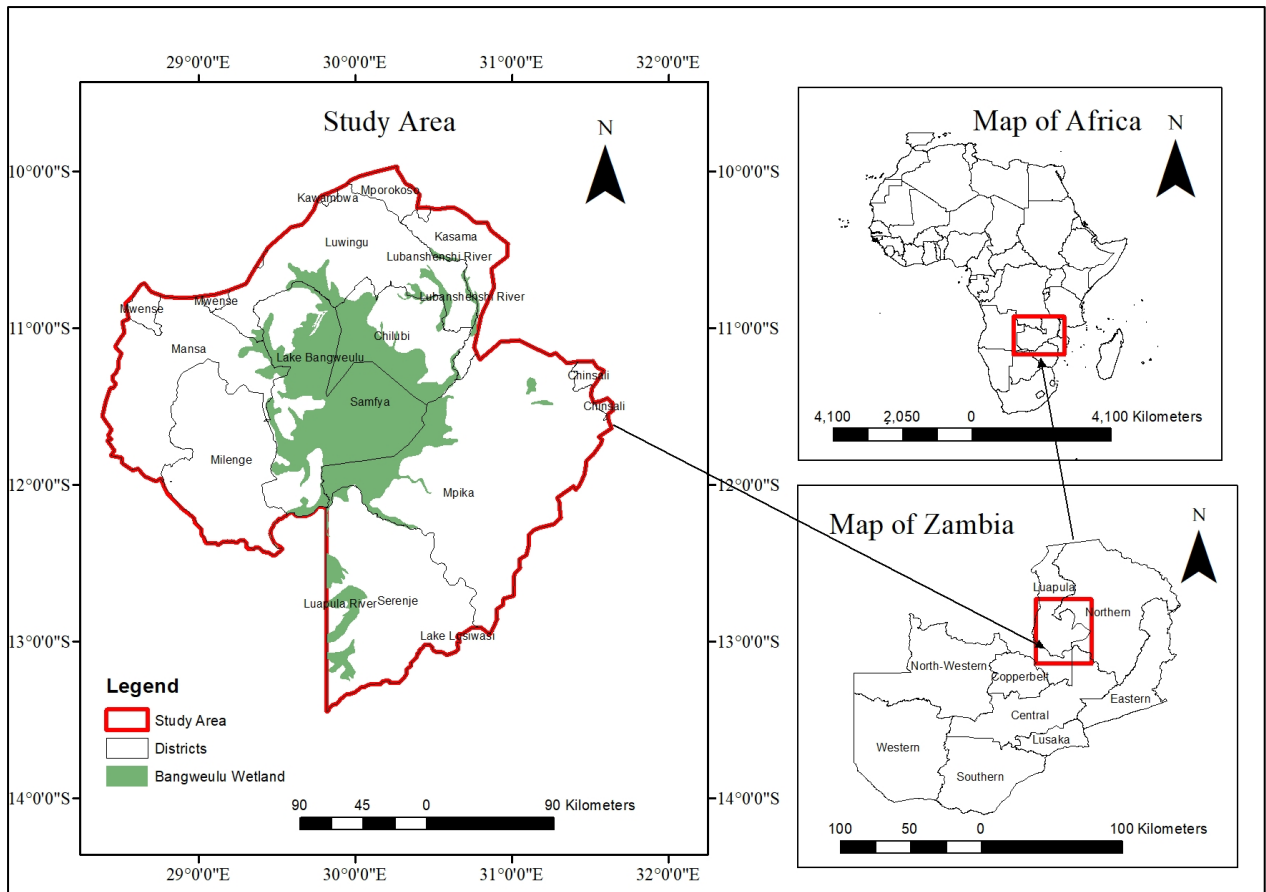 29°0'0"E 30°0'0"E 31°0'0"E 32°0'0"E
Study Area
N
10°0'0"S
10°0'0"S
Mporokoso
Kawambwa
Kasama
Luwingu
Lubanshenshi River
Lubanshenshi River
Mwense
Mwense
11°0'0"S
11°0'0"S
Chilubi
Mansa
Lake Bangweulu
Chinsali
Samfya
Chinsali
Milenge
12°0'0"S
12°0'0"S
Mpika
Luapula River
Serenje
Lake Lusiwasi
13°0'0"S
13°0'0"S
Legend
Study Area
Districts
Bangweulu Wetland
14°0'0"S
14°0'0"S
90 45 0 90 Kilometers
29°0'0"E 30°0'0"E 31°0'0"E 32°0'0"E
Map of Africa
N
4,100 2,050 0 4,100 Kilometers
Map of Zambia
N
Luapula
Northern
North-Western
Copperbelt
Eastern
Central
Lusaka
Western
Southern
100 50 0 100 Kilometers